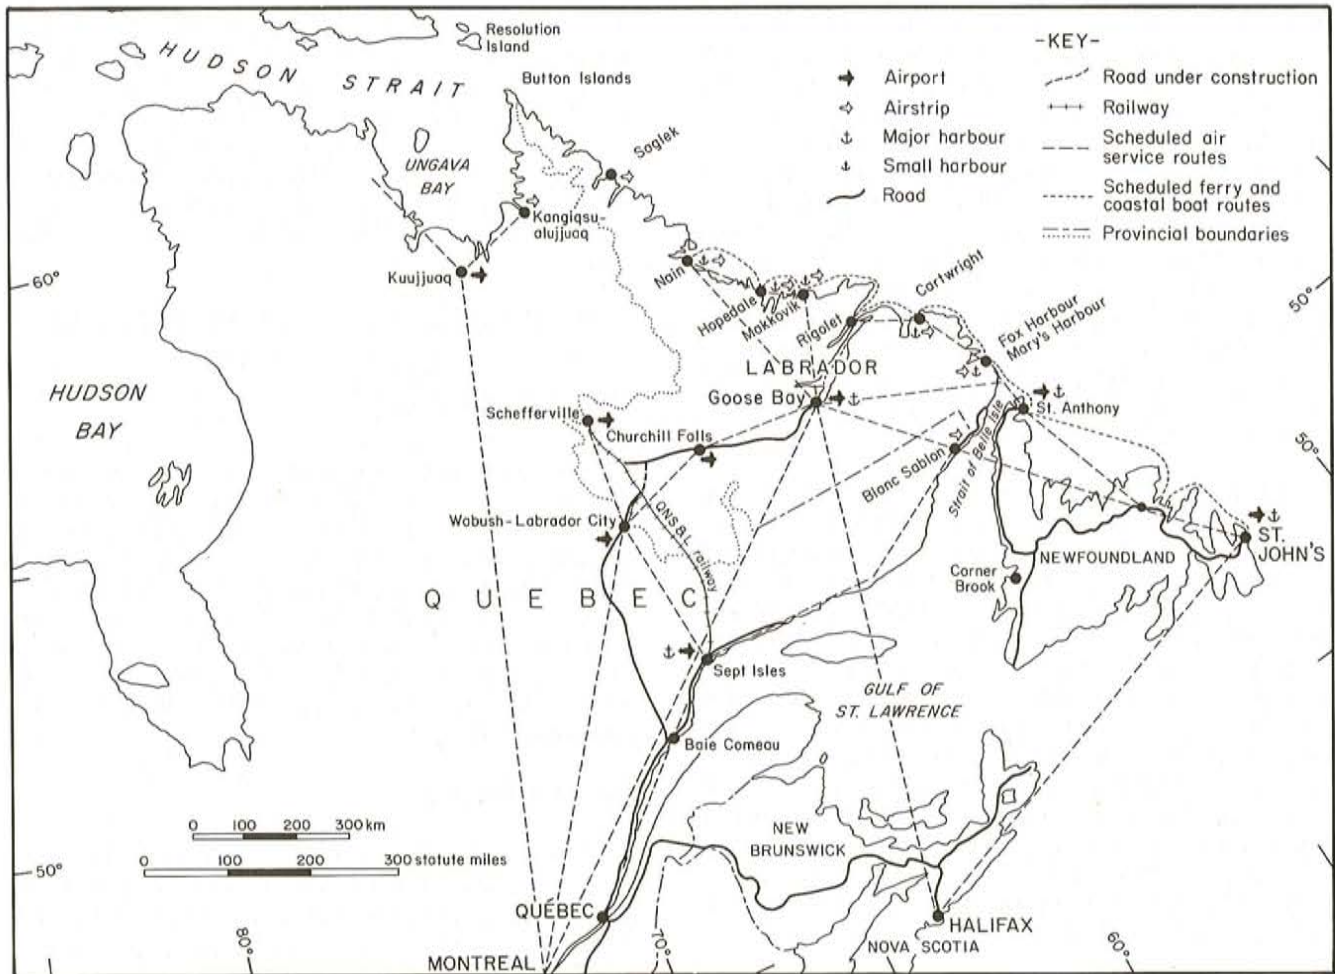 Resolution
Island
HUDSON STRAIT
Button Islands
-KEY-
Airport
Airstrip
Major harbour
Small harbour
Road
Road under construction
Railway
Scheduled air
service routes
Scheduled ferry and
coastal boat routes
Provincial boundaries
Saglek
UNGAVA
BAY
Kangiqsu-
alujjuaq
Kuujjuaq
60°
Nain
Hopedale
Makkovik
Rigolet
Cartwright
Fox Harbour
Mary's Harbour
50°
HUDSON
BAY
LABRADOR
Goose Bay
Schefferville
Churchill Falls
St. Anthony
Blanc Sablon
Strait of Belle Isle
50°
Wabush-Labrador City
QNS&L railway
ST.
JOHN'S
NEWFOUNDLAND
Corner
Brook
QUEBEC
Sept Isles
GULF OF
ST. LAWRENCE
Baie Comeau
0 100 200 300 km
0 100 200 300 statute miles
NEW
BRUNSWICK
50°
QUÉBEC
HALIFAX
NOVA SCOTIA
MONTREAL
80°
70°
60°